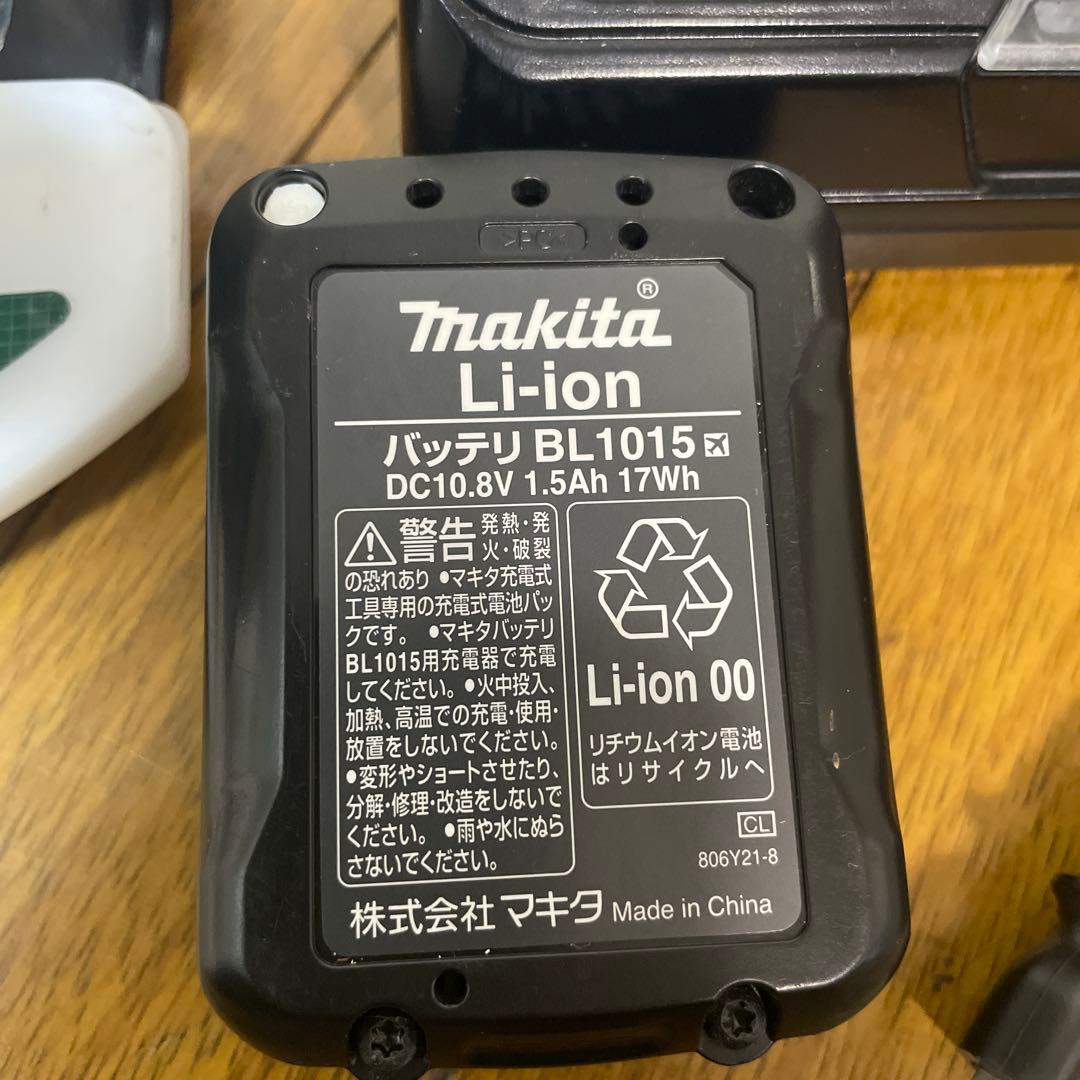 >PC<
makita®
Li-ion
バッテリ BL1015
DC10.8V 1.5Ah 17Wh
警告 発熱・発
火・破裂
の恐れあり ●マキタ充電式
工具専用の充電式電池パッ
クです。 ●マキタバッテリ
BL1015用充電器で充電
してください。●火中投入、
加熱、高温での充電・使用・
放置をしないでください。
●変形やショートさせたり、
分解・修理・改造をしないで
ください。 ●雨や水にぬら
さないでください。
Li-ion 00
リチウムイオン電池
はリサイクルへ
CL
806Y21-8
株式会社 マキタ Made in China